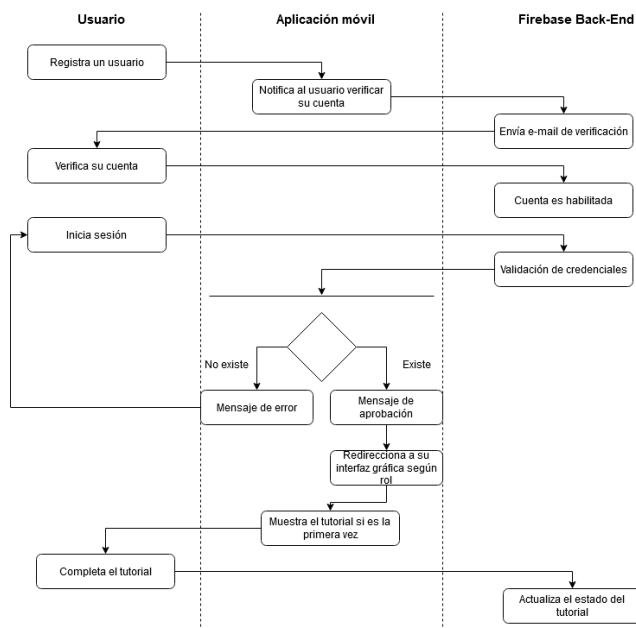 Usuario
Aplicación móvil
Firebase Back-End
Registra un usuario
Notifica al usuario verificar
su cuenta
Envía e-mail de verificación
Verifica su cuenta
Cuenta es habilitada
Inicia sesión
Validación de credenciales
No existe
Existe
Mensaje de error
Mensaje de
aprobación
Redirecciona a su
interfaz gráfica según
rol
Muestra el tutorial si es la
primera vez
Completa el tutorial
Actualiza el estado del
tutorial